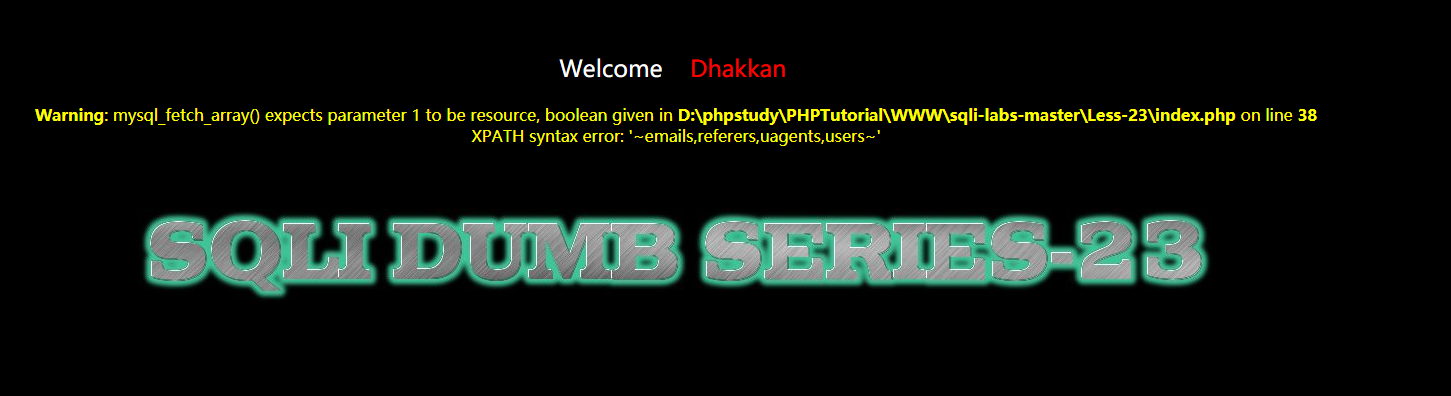 Welcome Dhakkan
Warning: mysql_fetch_array() expects parameter 1 to be resource, boolean given in D:\phpstudy\PHPTutorial\WWW\sqli-labs-master\Less-23\index.php on line 38
XPATH syntax error: '~emails,referers,uagents,users~'
SQLI DUMB SERIES-23